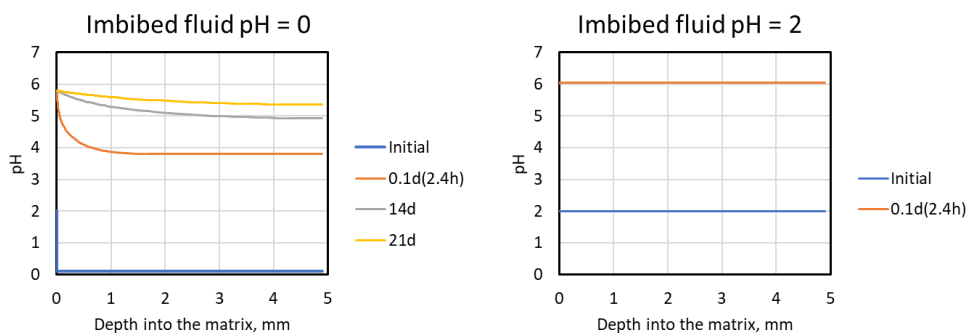 Imbibed fluid pH = 0
7
6
5
4
3
2
1
0
pH
0
1
2
3
4
5
Depth into the matrix, mm
Initial
0.1d(2.4h)
14d
21d
Imbibed fluid pH = 2
7
6
5
4
3
2
1
0
pH
0
1
2
3
4
5
Depth into the matrix, mm
Initial
0.1d(2.4h)